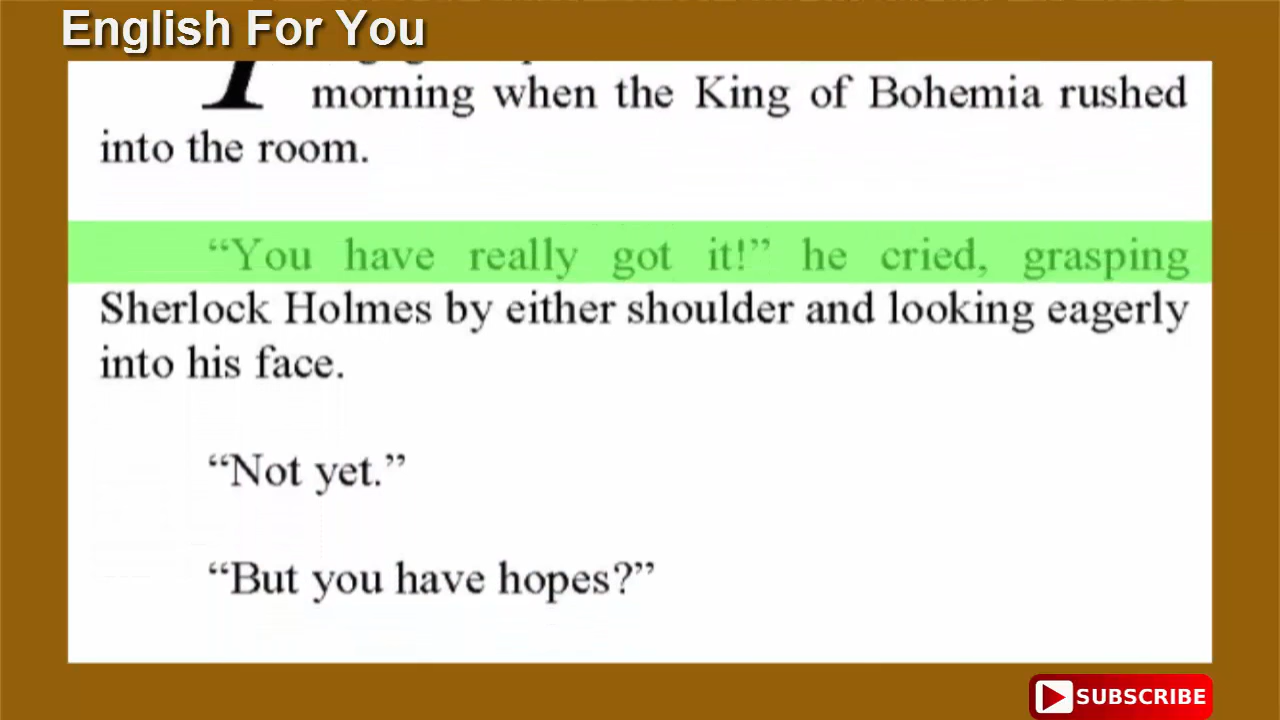 English For You
morning when the King of Bohemia rushed
into the room.
“You have really got it!” he cried, grasping
Sherlock Holmes by either shoulder and looking eagerly
into his face.
“Not yet.”
“But you have hopes?”
SUBSCRIBE